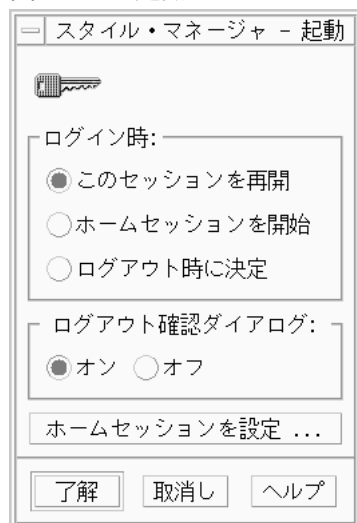 スタイル・マネージャ - 起動
ログイン時:
このセッションを再開
ホームセッションを開始
ログアウト時に決定
ログアウト確認ダイアログ:
オン オフ
ホームセッションを設定 ...
了解 取消し ヘルプ